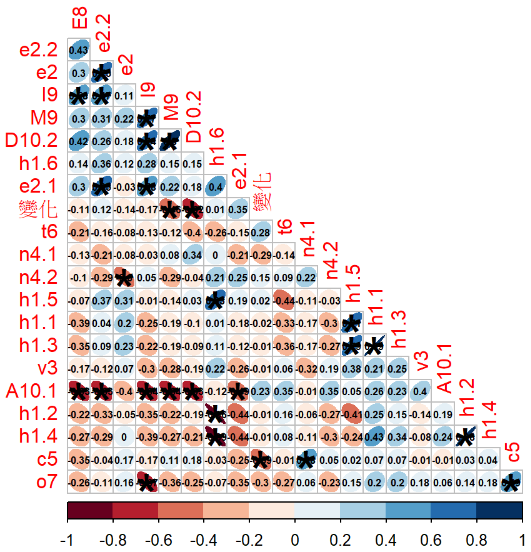 E8
e2.2
e2
I9
M9
D10.2
h1.6
e2.1
變化
t6
n4.1
n4.2
h1.5
h1.1
h1.3
v3
A10.1
h1.2
h1.4
c5
e2.2 0.43
e2 0.3
I9 0.11
M9 0.3 0.31 0.22
D10.2 0.42 0.26 0.18
h1.6 0.14 0.36 0.12 0.28 0.15 0.15
e2.1 0.3 -0.03 0.22 0.18 0.4
變化 -0.11 0.12 -0.14 -0.17 0.01 0.35
t6 -0.21 -0.16 -0.08 -0.13 -0.12 -0.4 -0.26 -0.15 0.28
n4.1 -0.13 -0.21 -0.08 -0.03 0.08 0.34 0 -0.21 -0.29 -0.14
n4.2 -0.1 -0.29 0.05 -0.29 -0.04 0.21 0.25 0.15 0.09 0.22
h1.5 -0.07 0.37 0.31 -0.01 -0.14 0.03 0.19 0.02 -0.44 -0.11 -0.03
h1.1 -0.39 0.04 0.2 -0.25 -0.19 -0.1 0.01 -0.18 -0.02 -0.33 -0.17 -0.3
h1.3 -0.35 0.09 0.23 -0.16 -0.12 -0.01 -0.36 -0.17 -0.27
v3 -0.17 -0.12 0.07 -0.3 -0.28 -0.19 -0.26 -0.01 0.06 -0.32 0.19 0.38 0.21 0.25
A10.1 -0.4 -0.12 0.23 0.35 -0.01 0.35 0.05 0.26 0.23 0.4
h1.2 -0.22 -0.33 -0.05 -0.35 -0.22 -0.19 -0.44 -0.01 0.16 -0.06 -0.27 -0.41 0.25 0.15 -0.14 0.19
h1.4 -0.27 -0.29 0 -0.39 -0.27 -0.21 -0.44 -0.01 0.08 -0.11 -0.3 -0.24 0.43 0.34 -0.08 0.24
c5 -0.35 -0.04 0.17 -0.17 0.11 0.18 -0.03 -0.25 0.05 0.02 0.07 0.07 -0.01 -0.01 0.03 0.04
o7 -0.26 -0.11 0.16 -0.36 -0.25 -0.35 -0.3 -0.27 0.06 -0.23 0.15 0.2 0.2 0.18 0.06 0.14 0.18
-1 -0.8 -0.6 -0.4 -0.2 0 0.2 0.4 0.6 0.8 1